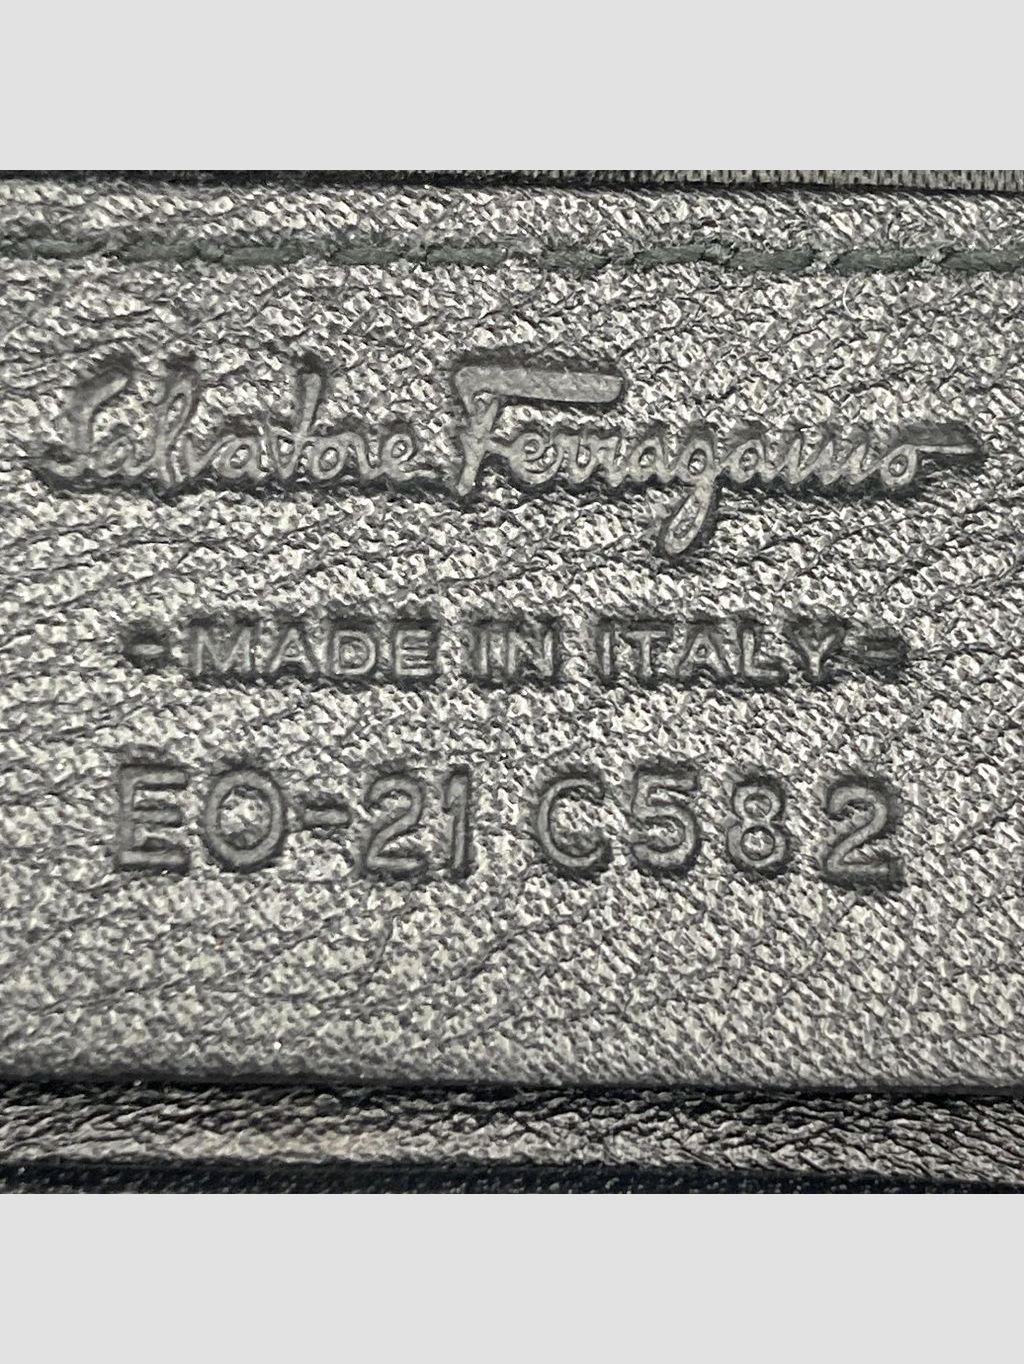 Salvatore Ferragamo
-MADE IN ITALY-
EO-21 C582